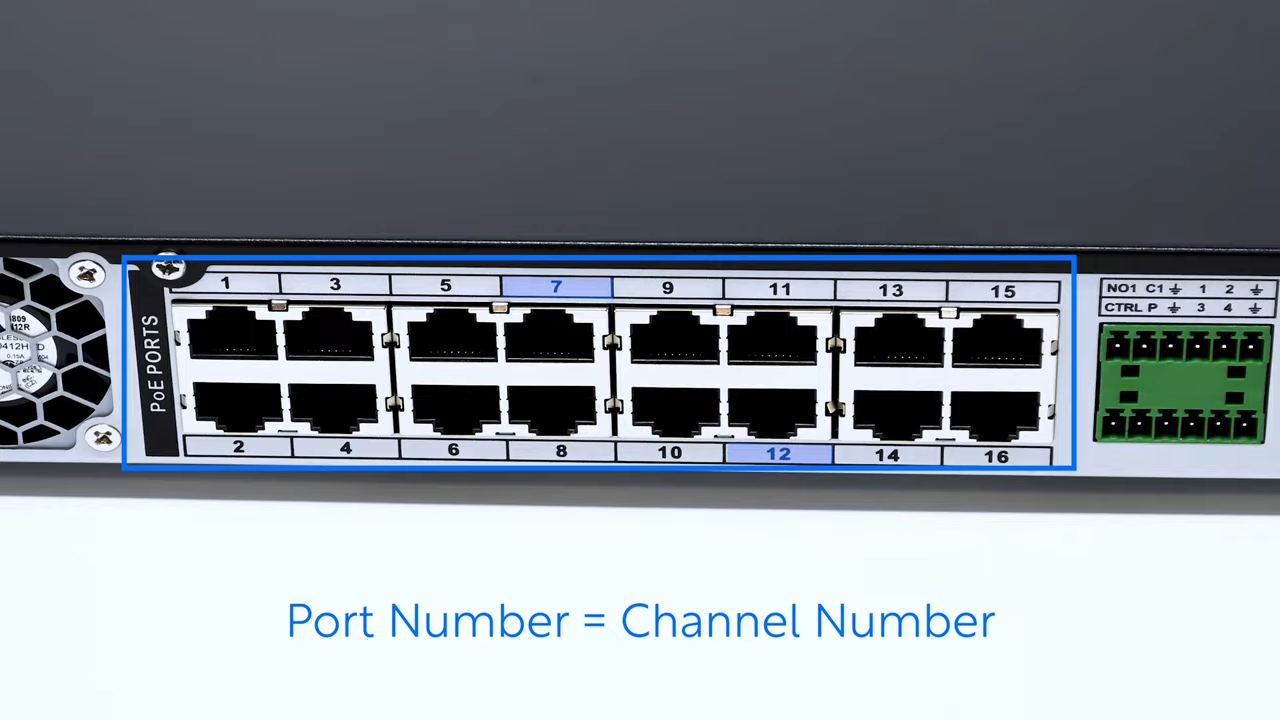 1 3 5 7 9 11 13 15
PoE PORTS
2 4 6 8 10 12 14 16
NO1 C1 ⏚ 1 2 ⏚
CTRL P ⏚ 3 4 ⏚
Port Number = Channel Number